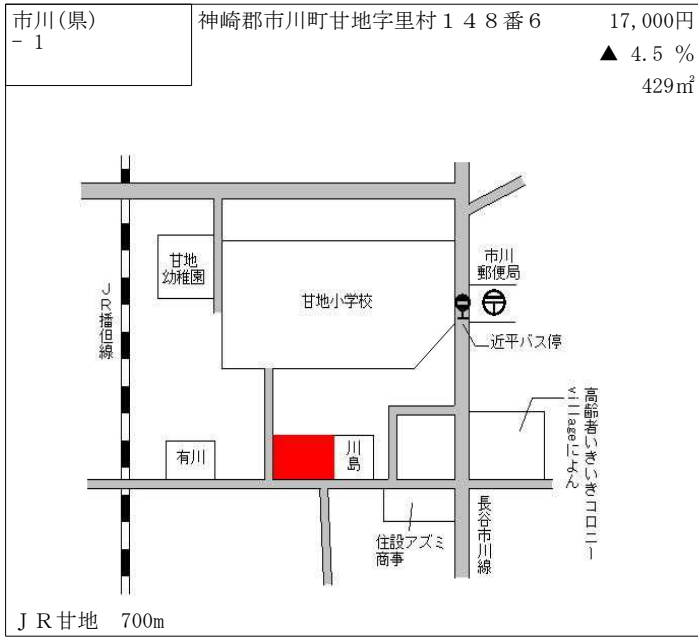 市川(県)
- 1
神崎郡市川町甘地字里村１４８番６
17,000円
▲ 4.5 %
429㎡
甘地
幼稚園
甘地小学校
市川
郵便局
近平バス停
ＪＲ播但線
有川
川島
高齢者いきいきコロニー
villageによん
長谷市川線
住設アズミ
商事
ＪＲ甘地　700m